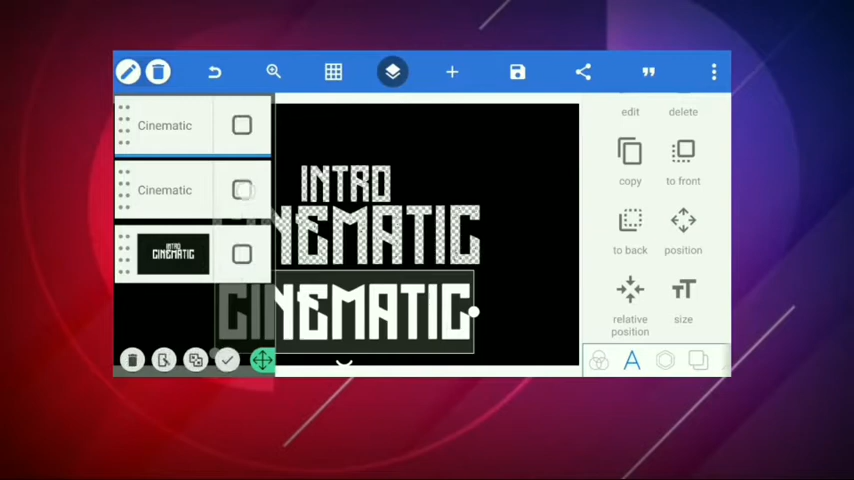 Cinematic
Cinematic
INTRO
CINEMATIC
INTRO
CINEMATIC
CINEMATIC
edit
delete
copy
to front
to back
position
relative
position
size